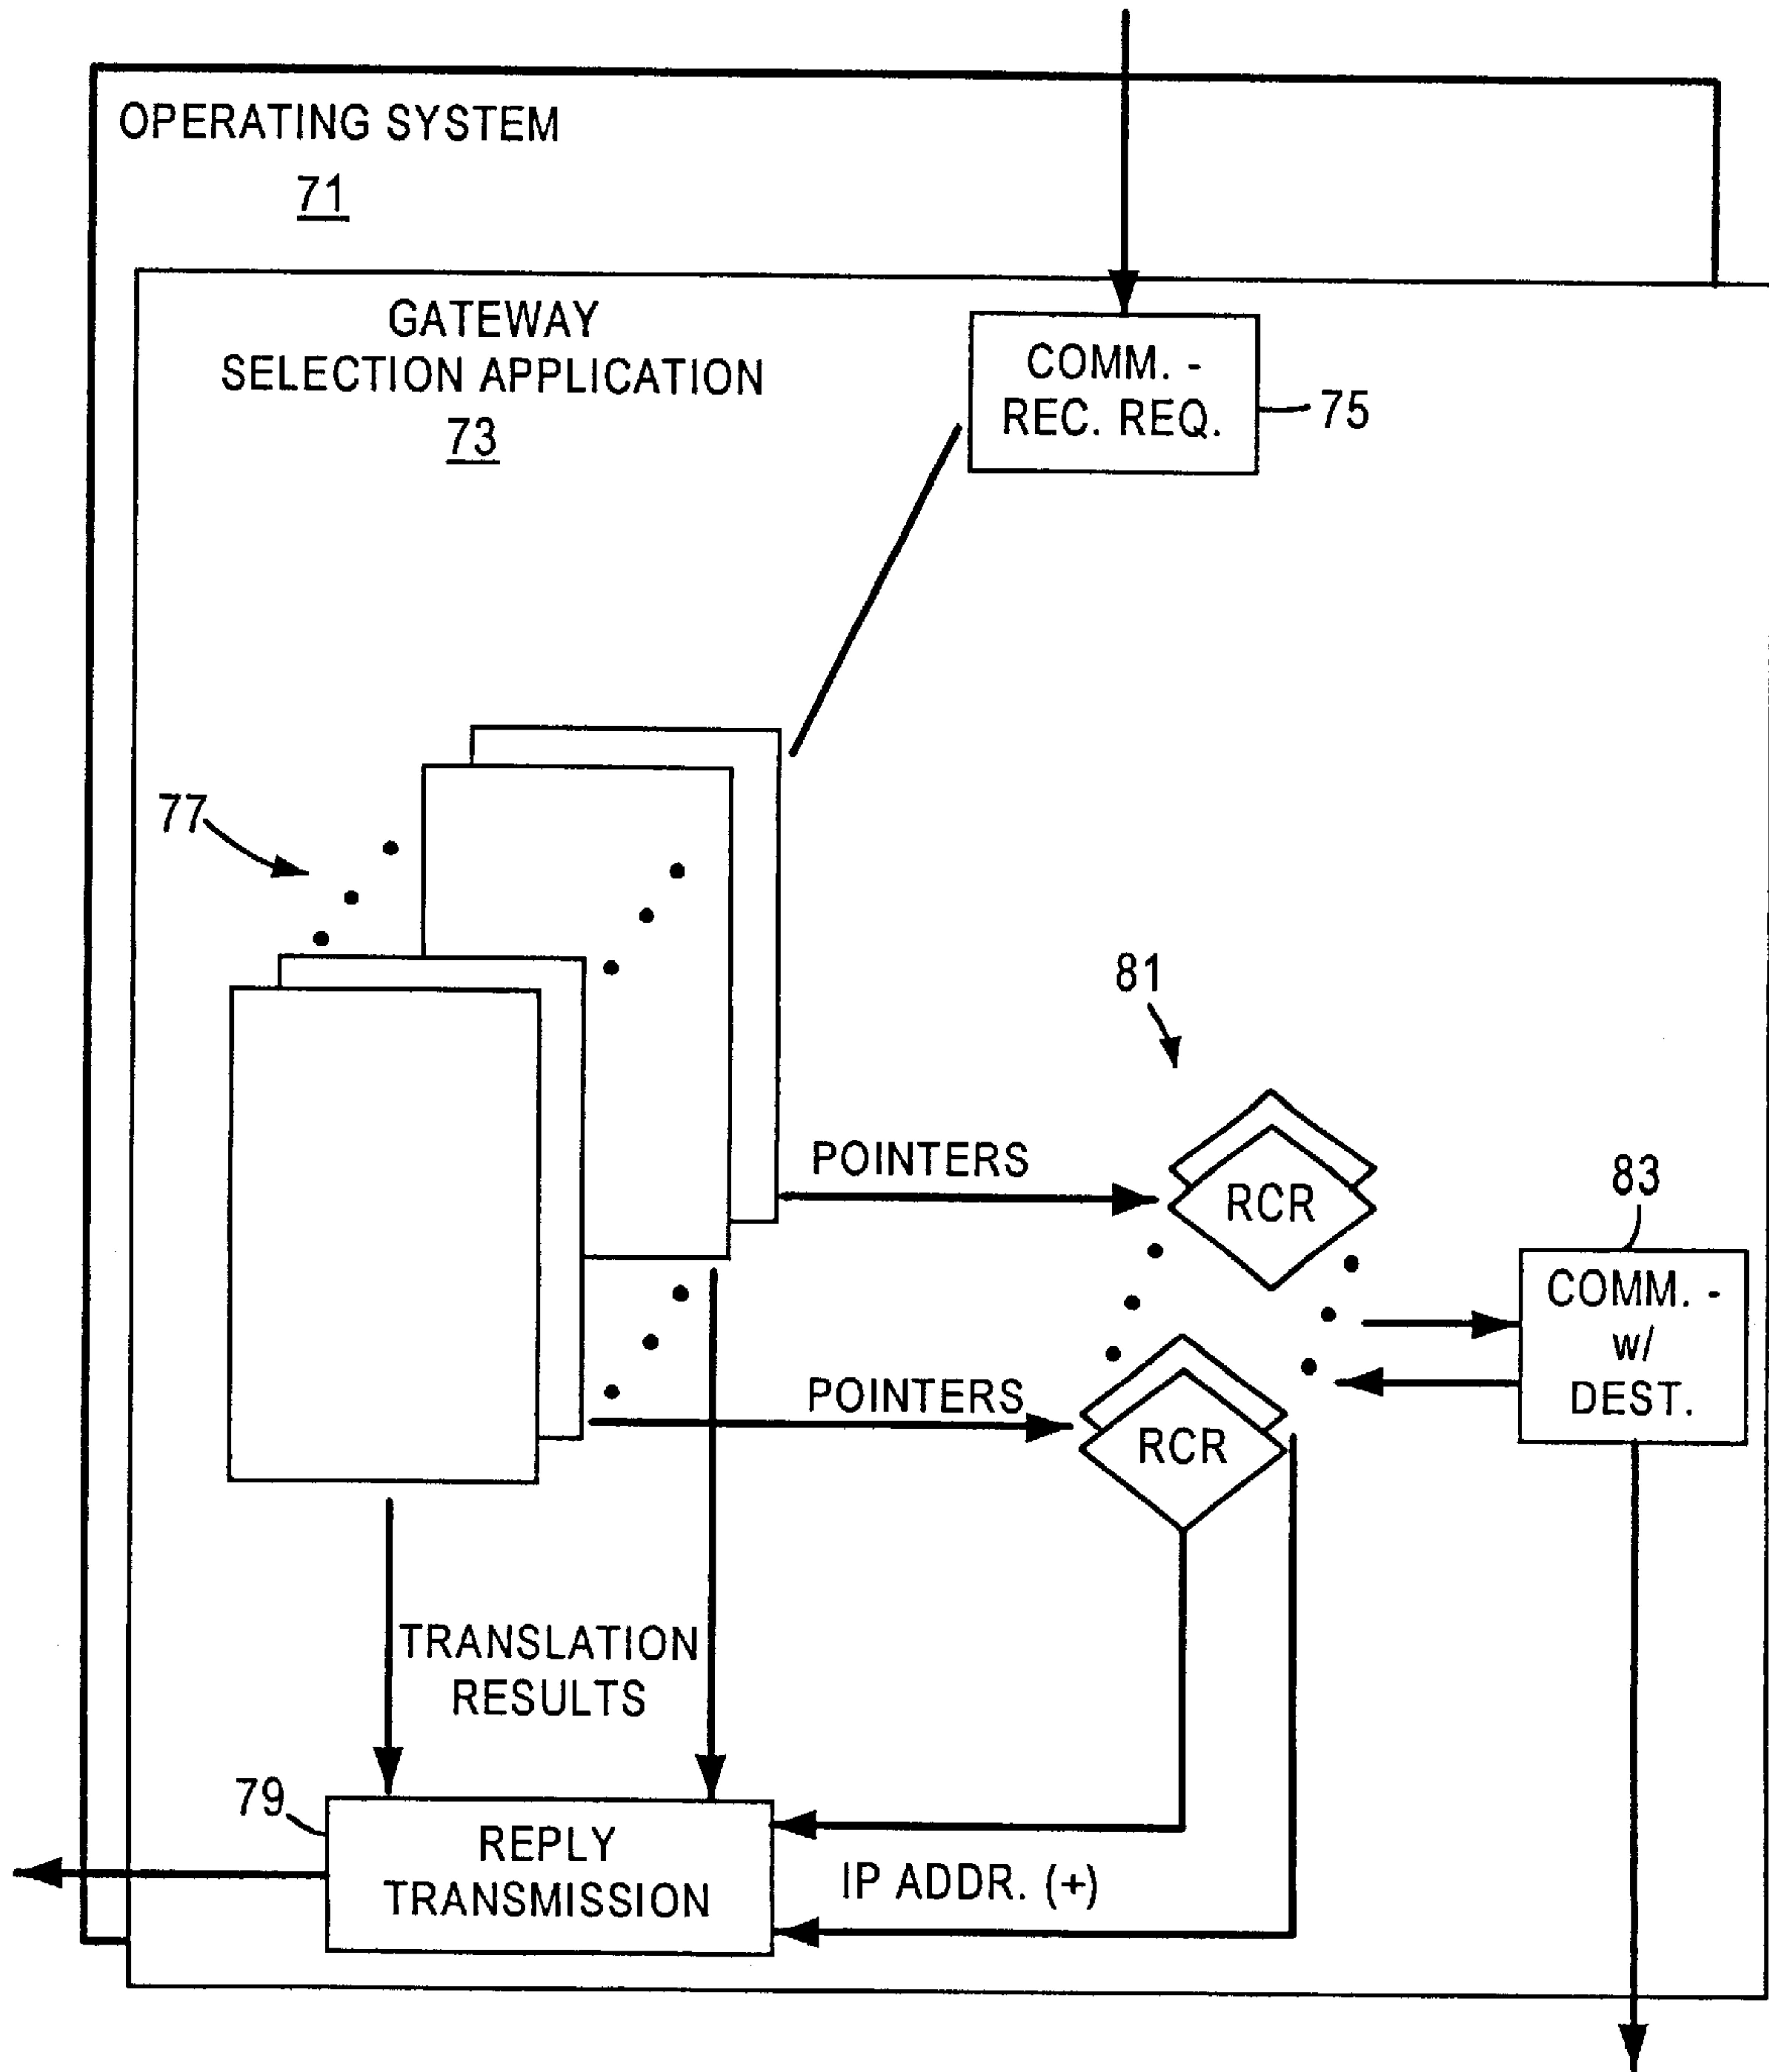 OPERATING SYSTEM
71
GATEWAY
SELECTION APPLICATION
73
COMM. -
REC. REQ.
75
77
81
POINTERS
RCR
83
COMM. -
w/
DEST.
POINTERS
RCR
TRANSLATION
RESULTS
79
REPLY
TRANSMISSION
IP ADDR. (+)